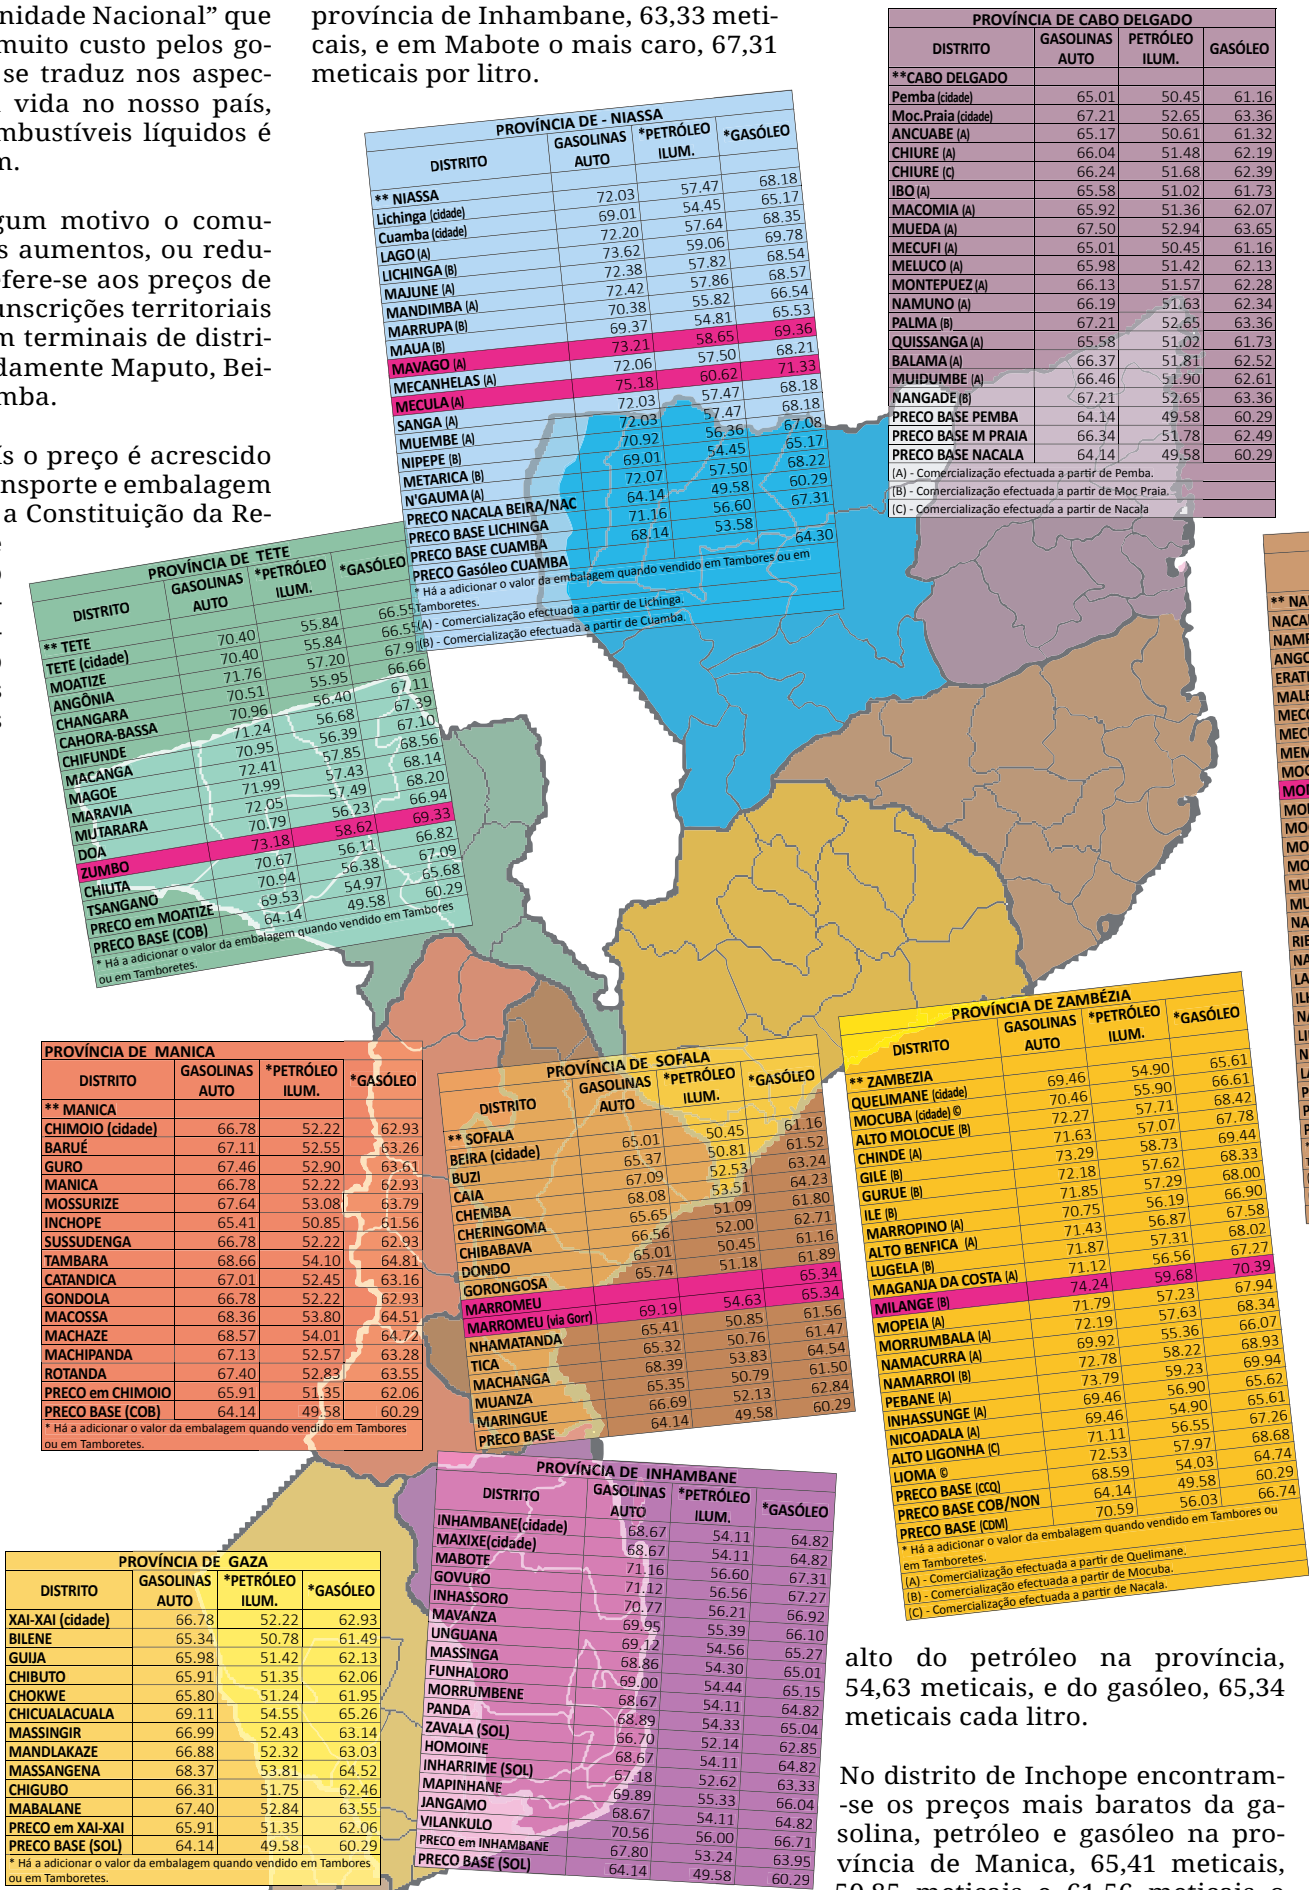 nidade Nacional” que
muito custo pelos go-
se traduz nos aspec-
vida no nosso país,
mbustíveis líquidos é
m.
gum motivo o comu-
s aumentos, ou redu-
efere-se aos preços de
unscrições territoriais
m terminais de distri-
damente Maputo, Bei-
mba.
ís o preço é acrescido
nsporte e embalagem
a Constituição da Re-
província de Inhambane, 63,33 meti-
cais, e em Mabote o mais caro, 67,31
meticais por litro.
PROVÍNCIA DE - NIASSA
DISTRITO GASOLINAS AUTO *PETRÓLEO ILUM. *GASÓLEO
** NIASSA
Lichinga (cidade) 72.03 57.47 68.18
Cuamba (cidade) 69.01 54.45 65.17
LAGO (A) 72.20 57.64 68.35
LICHINGA (B) 73.62 59.06 69.78
MAJUNE (A) 72.38 57.82 68.54
MANDIMBA (A) 72.42 57.86 68.57
MARRUPA (B) 70.38 55.82 66.54
MAUA (B) 69.37 54.81 65.53
MAVAGO (A) 73.21 58.65 69.36
MECANHELAS (A) 72.06 57.50 68.21
MECULA (A) 75.18 60.62 71.33
SANGA (A) 72.03 57.47 68.18
MUEMBE (A) 72.03 57.47 68.18
NIPEPE (B) 70.92 56.36 67.08
METARICA (B) 69.01 54.45 65.17
N'GAUMA (A) 72.07 57.50 68.22
PRECO NACALA BEIRA/NAC 64.14 49.58 60.29
PRECO BASE LICHINGA 71.16 56.60 67.31
PRECO BASE CUAMBA 68.14 53.58
PRECO Gasóleo CUAMBA 64.30
* Há a adicionar o valor da embalagem quando vendido em Tambores ou em
Tamboretes.
(A) - Comercialização efectuada a partir de Lichinga.
(B) - Comercialização efectuada a partir de Cuamba.
PROVÍNCIA DE CABO DELGADO
DISTRITO GASOLINAS AUTO PETRÓLEO ILUM. GASÓLEO
**CABO DELGADO
Pemba (cidade) 65.01 50.45 61.16
Moc.Praia (cidade) 67.21 52.65 63.36
ANCUABE (A) 65.17 50.61 61.32
CHIURE (A) 66.04 51.48 62.19
CHIURE (C) 66.24 51.68 62.39
IBO (A) 65.58 51.02 61.73
MACOMIA (A) 65.92 51.36 62.07
MUEDA (A) 67.50 52.94 63.65
MECUFI (A) 65.01 50.45 61.16
MELUCO (A) 65.98 51.42 62.13
MONTEPUEZ (A) 66.13 51.57 62.28
NAMUNO (A) 66.19 51.63 62.34
PALMA (B) 67.21 52.65 63.36
QUISSANGA (A) 65.58 51.02 61.73
BALAMA (A) 66.37 51.81 62.52
MUIDUMBE (A) 66.46 51.90 62.61
NANGADE (B) 67.21 52.65 63.36
PRECO BASE PEMBA 64.14 49.58 60.29
PRECO BASE M PRAIA 66.34 51.78 62.49
PRECO BASE NACALA 64.14 49.58 60.29
(A) - Comercialização efectuada a partir de Pemba.
(B) - Comercialização efectuada a partir de Moc Praia.
(C) - Comercialização efectuada a partir de Nacala
PROVÍNCIA DE TETE
DISTRITO GASOLINAS AUTO *PETRÓLEO ILUM. *GASÓLEO
** TETE
TETE (cidade) 70.40 55.84 66.55
MOATIZE 70.40 55.84 66.55
ANGÔNIA 71.76 57.20 67.9
CHANGARA 70.51 55.95 66.66
CAHORA-BASSA 70.96 56.40 67.11
CHIFUNDE 71.24 56.68 67.39
MACANGA 70.95 56.39 67.10
MAGOE 72.41 57.85 68.56
MARAVIA 71.99 57.43 68.14
MUTARARA 72.05 57.49 68.20
DOA 70.79 56.23 66.94
ZUMBO 73.18 58.62 69.33
CHIUTA 70.67 56.11 66.82
TSANGANO 70.94 56.38 67.09
PRECO em MOATIZE 69.53 54.97 65.68
PRECO BASE (COB) 64.14 49.58 60.29
* Há a adicionar o valor da embalagem quando vendido em Tambores
ou em Tamboretes.
** NA
NACA
NAMP
ANGO
ERATI
MALE
MECO
MECU
MEM
MOG
MON
MO
MO
MO
MO
MU
MU
NA
RIB
NA
LA
ILH
NA
LI
PROVÍNCIA DE MANICA
DISTRITO GASOLINAS AUTO *PETRÓLEO ILUM. *GASÓLEO
** MANICA
CHIMOIO (cidade) 66.78 52.22 62.93
BARUÉ 67.11 52.55 63.26
GURO 67.46 52.90 63.61
MANICA 66.78 52.22 62.93
MOSSURIZE 67.64 53.08 63.79
INCHOPE 65.41 50.85 61.56
SUSSUDENGA 66.78 52.22 62.93
TAMBARA 68.66 54.10 64.81
CATANDICA 67.01 52.45 63.16
GONDOLA 66.78 52.22 62.93
MACOSSA 68.36 53.80 64.51
MACHAZE 68.57 54.01 64.72
MACHIPANDA 67.13 52.57 63.28
ROTANDA 67.40 52.83 63.55
PRECO em CHIMOIO 65.91 51.35 62.06
PRECO BASE (COB) 64.14 49.58 60.29
* Há a adicionar o valor da embalagem quando vendido em Tambores
ou em Tamboretes.
PROVÍNCIA DE SOFALA
DISTRITO GASOLINAS AUTO *PETRÓLEO ILUM. *GASÓLEO
** SOFALA
BEIRA (cidade) 65.01 50.45 61.16
BUZI 65.37 50.81 61.52
CAIA 67.09 52.53 63.24
CHEMBA 68.08 53.51 64.23
CHERINGOMA 65.65 51.09 61.80
CHIBABAVA 66.56 52.00 62.71
DONDO 65.01 50.45 61.16
GORONGOSA 65.74 51.18 61.89
MARROMEU 65.34
MARROMEU (via Gorr) 69.19 54.63 65.34
NHAMATANDA 65.41 50.85 61.56
TICA 65.32 50.76 61.47
MACHANGA 68.39 53.83 64.54
MUANZA 65.35 50.79 61.50
MARINGUE 66.69 52.13 62.84
PRECO BASE 64.14 49.58 60.29
PROVÍNCIA DE ZAMBÉZIA
DISTRITO GASOLINAS AUTO *PETRÓLEO ILUM. *GASÓLEO
** ZAMBEZIA
QUELIMANE (cidade) 69.46 54.90 65.61
MOCUBA (cidade) © 70.46 55.90 66.61
ALTO MOLOCUE (B) 72.27 57.71 68.42
CHINDE (A) 71.63 57.07 67.78
GILE (B) 73.29 58.73 69.44
GURUE (B) 72.18 57.62 68.33
ILE (B) 71.85 57.29 68.00
MARROPINO (A) 70.75 56.19 66.90
ALTO BENFICA (A) 71.43 56.87 67.58
LUGELA (B) 71.87 57.31 68.02
MAGANJA DA COSTA (A) 71.12 56.56 67.27
MILANGE (B) 74.24 59.68 70.39
MOPEIA (A) 71.79 57.23 67.94
MORRUMBALA (A) 72.19 57.63 68.34
NAMACURRA (A) 69.92 55.36 66.07
NAMARROI (B) 72.78 58.22 68.93
PEBANE (A) 73.79 59.23 69.94
INHASSUNGE (A) 69.46 56.90 65.62
NICOADALA (A) 69.46 54.90 65.61
ALTO LIGONHA (C) 71.11 56.55 67.26
LIOMA © 72.53 57.97 68.68
PRECO BASE (CCQ) 68.59 54.03 64.74
PRECO BASE COB/NON 64.14 49.58 60.29
PRECO BASE (CDM) 70.59 56.03 66.74
* Há a adicionar o valor da embalagem quando vendido em Tambores ou
em Tamboretes.
(A) - Comercialização efectuada a partir de Quelimane.
(B) - Comercialização efectuada a partir de Mocuba.
(C) - Comercialização efectuada a partir de Nacala.
PROVÍNCIA DE INHAMBANE
DISTRITO GASOLINAS AUTO *PETRÓLEO ILUM. *GASÓLEO
INHAMBANE(cidade) 68.67 54.11 64.82
MAXIXE(cidade) 68.67 54.11 64.82
MABOTE 71.16 56.60 67.31
GOVURO 71.12 56.56 67.27
INHASSORO 70.77 56.21 66.92
MAVANZA 69.95 55.39 66.10
UNGUANA 69.12 54.56 65.27
MASSINGA 68.86 54.30 65.01
FUNHALORO 69.00 54.44 65.15
MORRUMBENE 68.67 54.11 64.82
PANDA 68.89 54.33 65.04
ZAVALA (SOL) 66.70 52.14 62.85
HOMOINE 68.67 54.11 64.82
INHARRIME (SOL) 67.18 52.62 63.33
MAPINHANE 69.89 55.33 66.04
JANGAMO 68.67 54.11 64.82
VILANKULO 70.56 56.00 66.71
PRECO em INHAMBANE 67.80 53.24 63.95
PRECO BASE (SOL) 64.14 49.58 60.29
PROVÍNCIA DE GAZA
DISTRITO GASOLINAS AUTO *PETRÓLEO ILUM. *GASÓLEO
XAI-XAI (cidade) 66.78 52.22 62.93
BILENE 65.34 50.78 61.49
GUIJA 65.98 51.42 62.13
CHIBUTO 65.91 51.35 62.06
CHOKWE 65.80 51.24 61.95
CHICUALACUALA 69.11 54.55 65.26
MASSINGIR 66.99 52.43 63.14
MANDLAKAZE 66.88 52.32 63.03
MASSANGENA 68.37 53.81 64.52
CHIGUBO 66.31 51.75 62.46
MABALANE 67.40 52.84 63.55
PRECO em XAI-XAI 65.91 51.35 62.06
PRECO BASE (SOL) 64.14 49.58 60.29
* Há a adicionar o valor da embalagem quando vendido em Tambores
ou em Tamboretes.
alto do petróleo na província,
54,63 meticais, e do gasóleo, 65,34
meticais cada litro.
No distrito de Inchope encontram-
-se os preços mais baratos da ga-
solina, petróleo e gasóleo na pro-
víncia de Manica, 65,41 meticais,
50,85 meticais e 61,56 meticais o